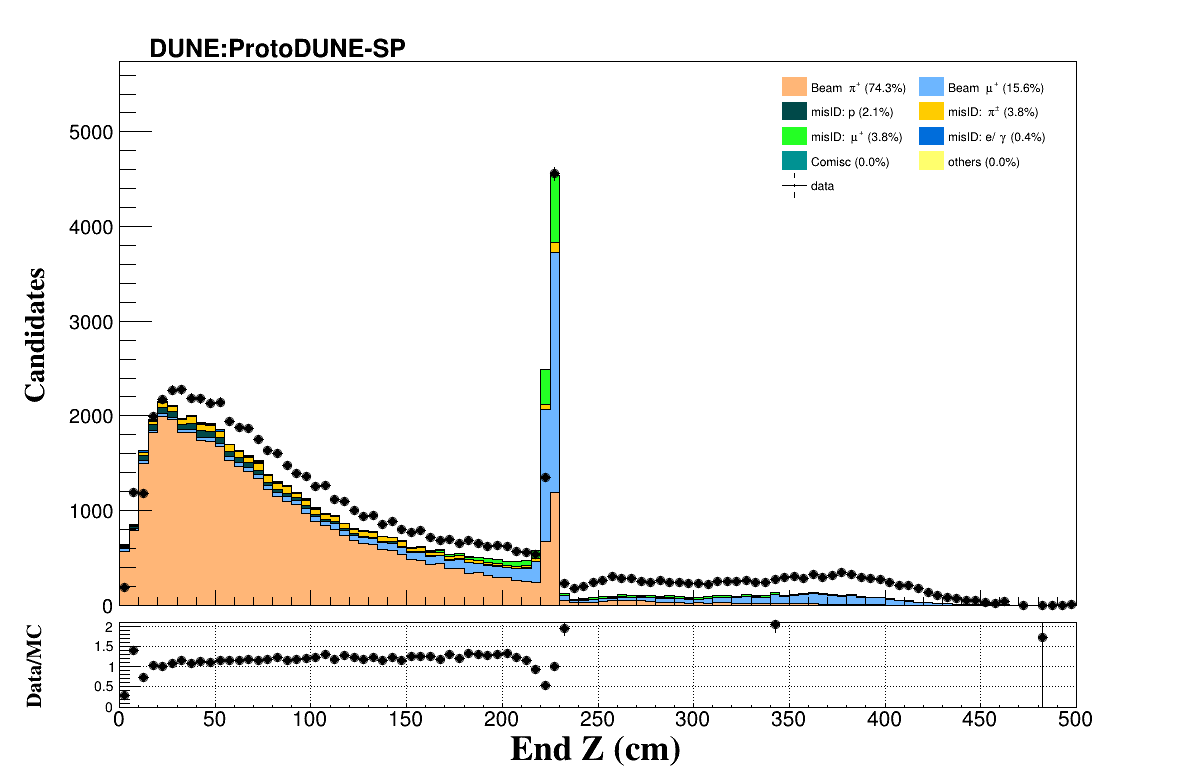 DUNE:ProtoDUNE-SP
Beam π⁺ (74.3%)
Beam μ⁺ (15.6%)
misID: p (2.1%)
misID: π± (3.8%)
misID: μ⁺ (3.8%)
misID: e/ γ (0.4%)
Comisc (0.0%)
others (0.0%)
data
Candidates
5000
4000
3000
2000
1000
0
Data/MC
2
1.5
1
0.5
0
0 50 100 150 200 250 300 350 400 450 500
End Z (cm)